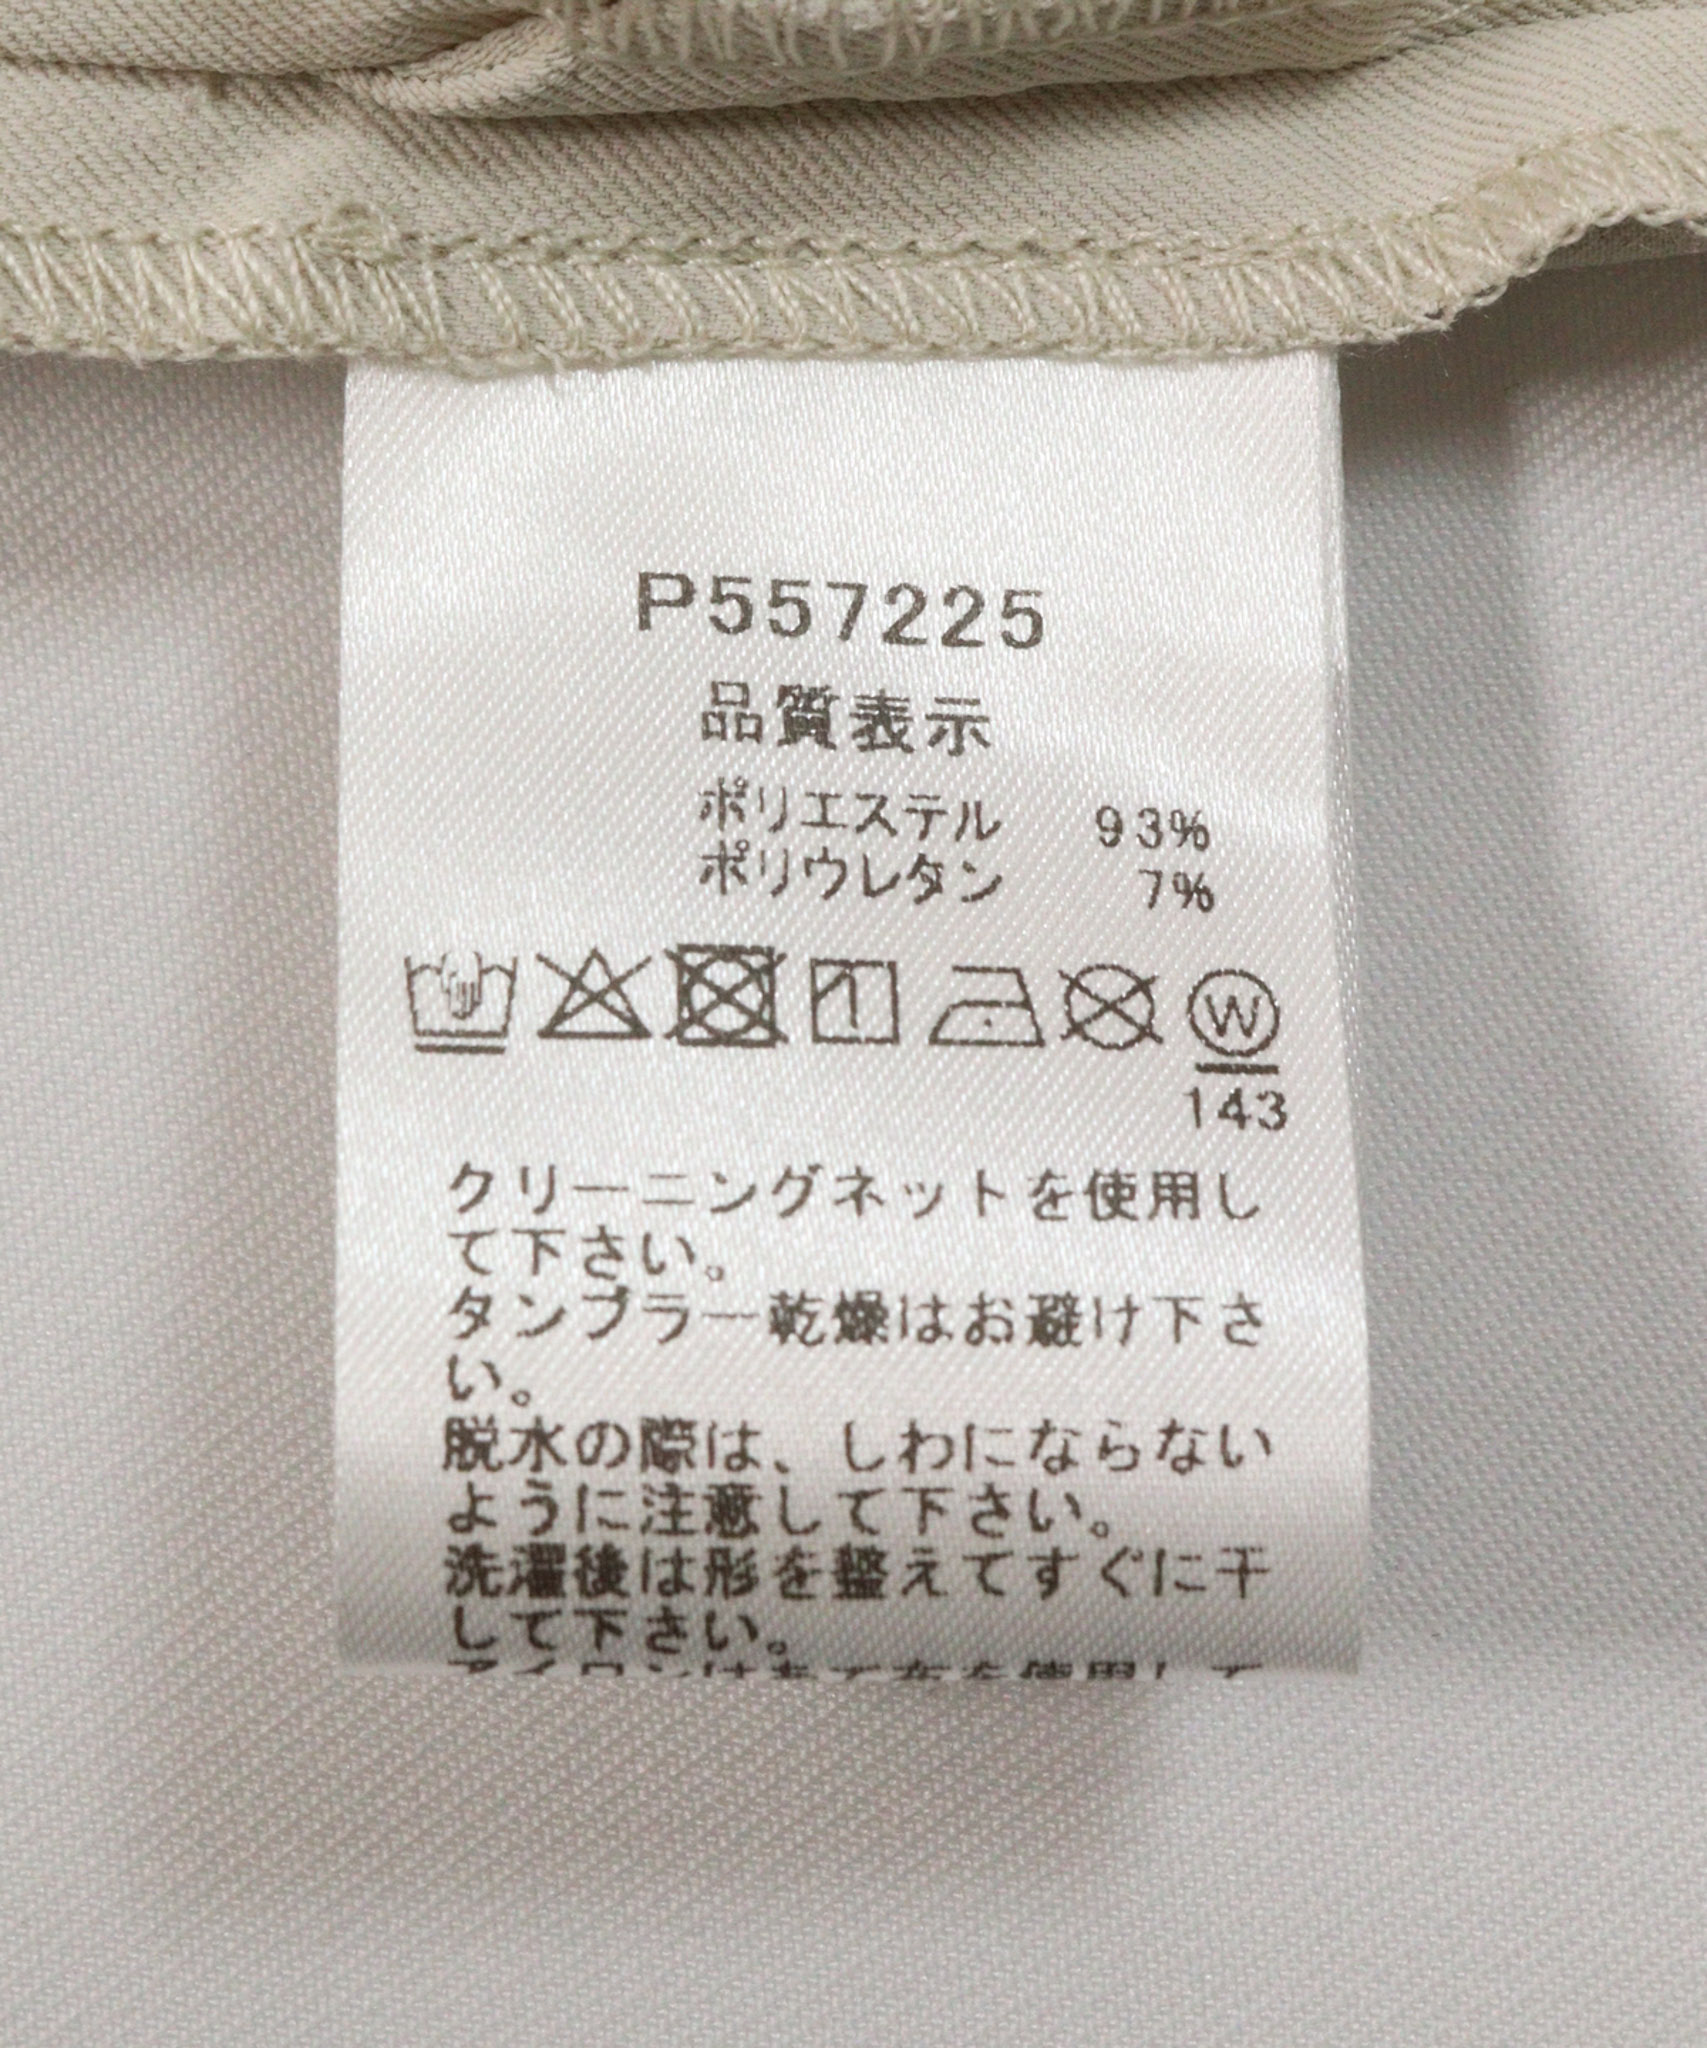 P557225
品質表示
ポリエステル 93%
ポリウレタン 7%
W
143
クリーニングネットを使用し
て下さい。
タンブラー乾燥はお避け下さ
い。
脱水の際は、しわにならない
ように注意して下さい。
洗濯後は形を整えてすぐに干
して下さい。